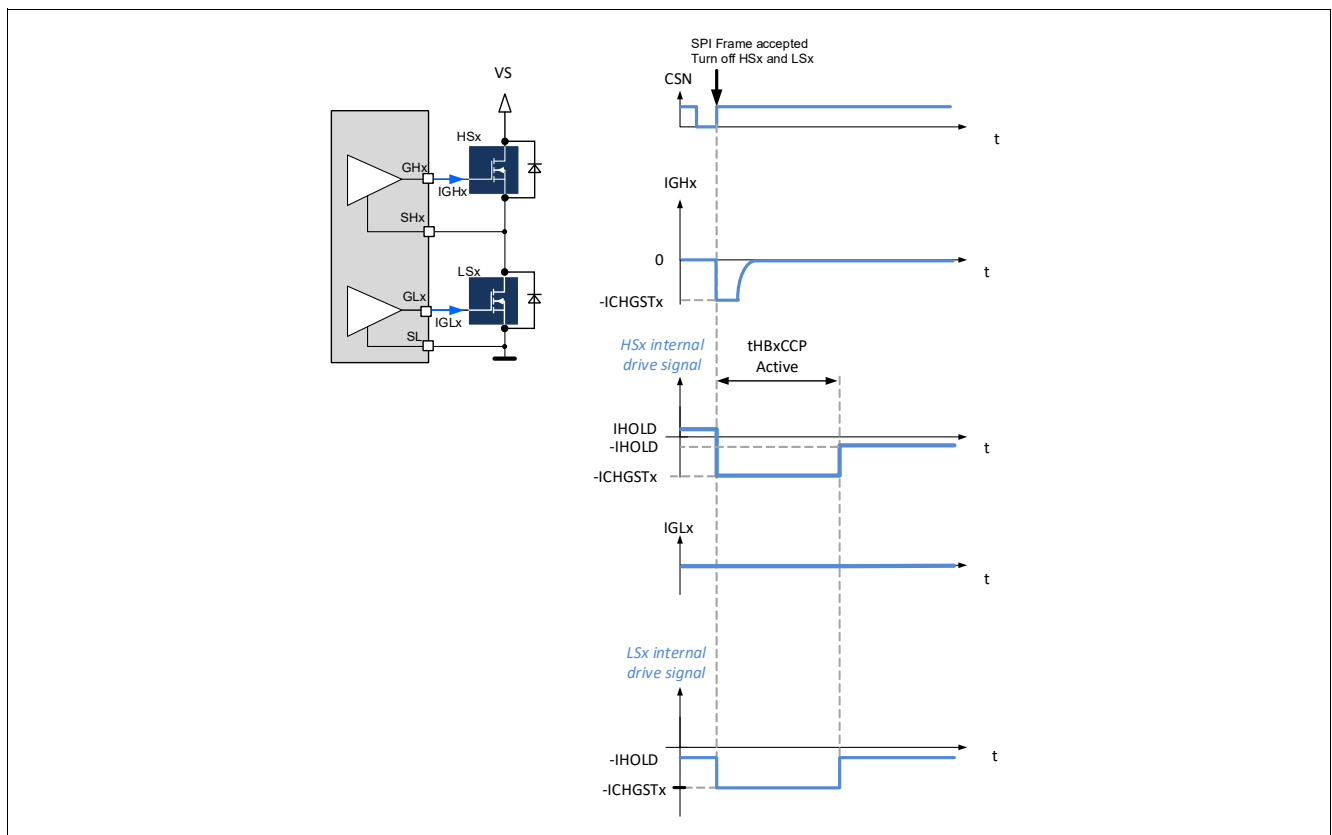 SPI Frame accepted
Turn off HSx and LSx
VS
CSN
t
HSx
GHx
IGHx
IGHx
SHx
0
t
LSx
-ICHGSTx
GLx
IGLx
SL
HSx internal
drive signal
tHBxCCP
Active
IHOLD
-IHOLD
t
-ICHGSTx
IGLx
t
LSx internal
drive signal
-IHOLD
t
-ICHGSTx